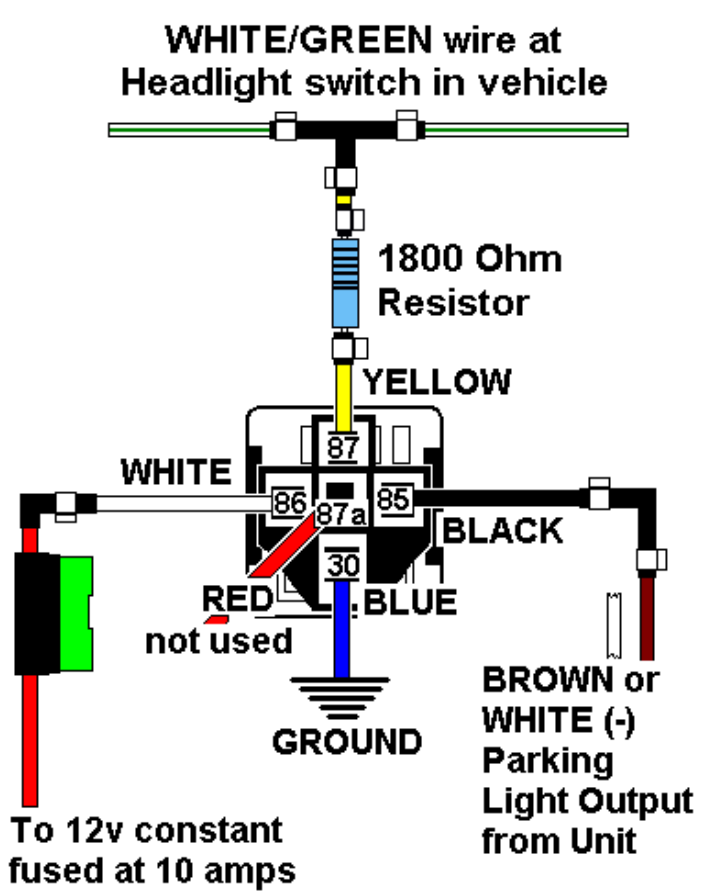 WHITE/GREEN wire at
Headlight switch in vehicle
1800 Ohm
Resistor
YELLOW
87
WHITE
86
87a
85
BLACK
30
RED
not used
BLUE
GROUND
BROWN or
WHITE (-)
Parking
Light Output
from Unit
To 12v constant
fused at 10 amps